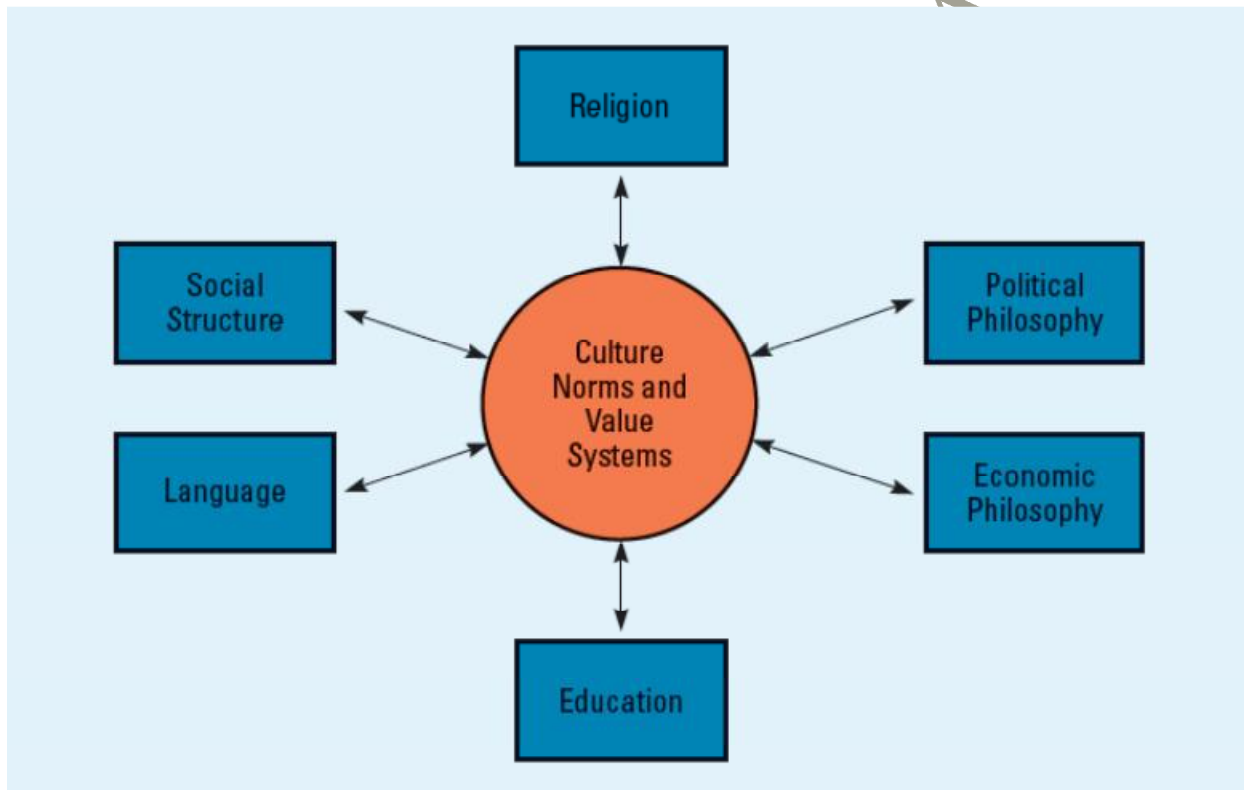 Religion
Social
Structure
Political
Philosophy
Culture
Norms and
Value
Systems
Language
Economic
Philosophy
Education